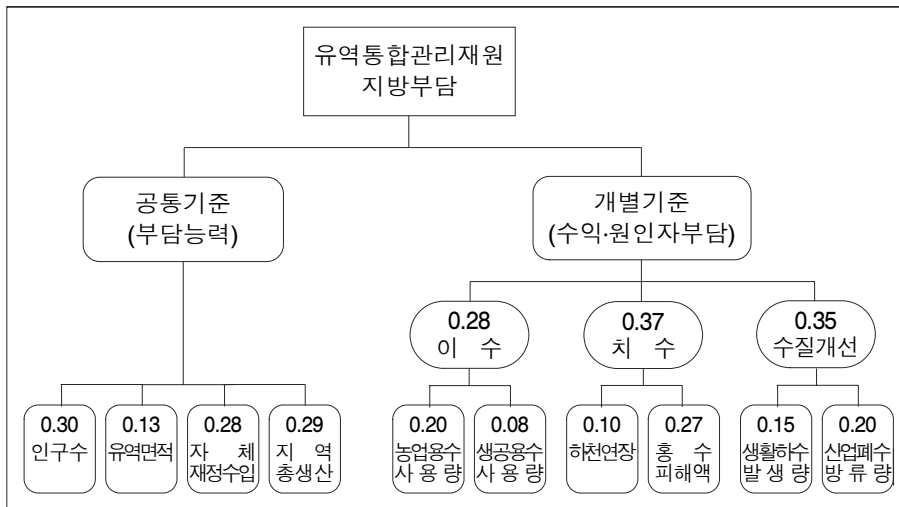 유역통합관리재원
지방부담
공통기준
(부담능력)
개별기준
(수익·원인자부담)
0.28
이 수
0.37
치 수
0.35
수질개선
0.30
인구수
0.13
유역면적
0.28
자 체
재정수입
0.29
지 역
총생산
0.20
농업용수
사 용 량
0.08
생공용수
사 용 량
0.10
하천연장
0.27
홍 수
피해액
0.15
생활하수
발 생 량
0.20
산업폐수
방 류 량